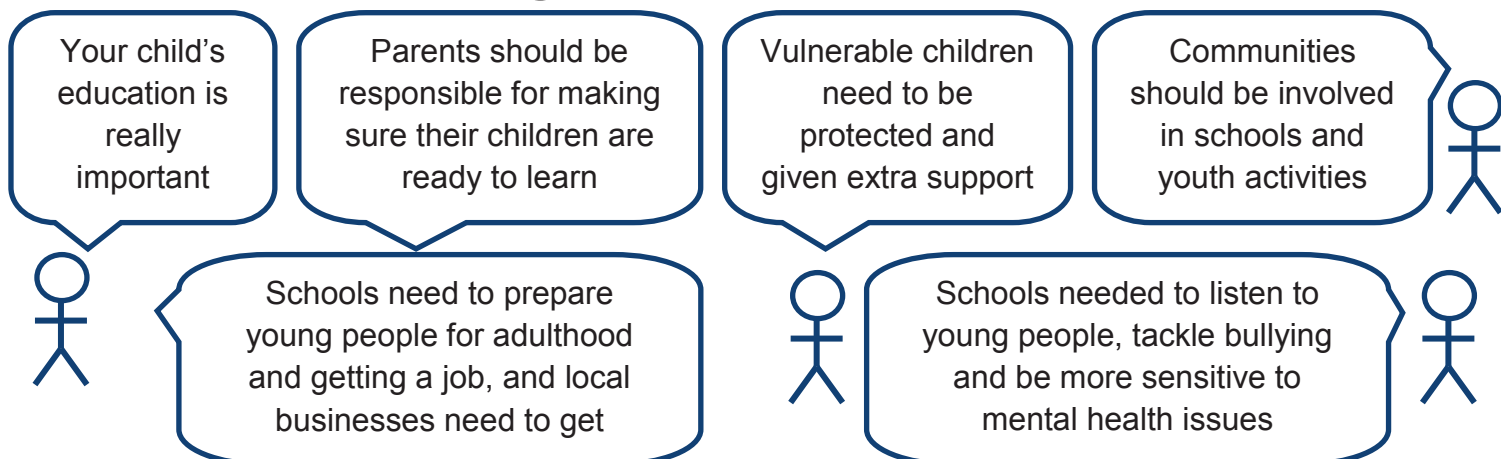 Your child’s
education is
really
important
Parents should be
responsible for making
sure their children are
ready to learn
Vulnerable children
need to be
protected and
given extra support
Communities
should be involved
in schools and
youth activities
Schools need to prepare
young people for adulthood
and getting a job, and local
businesses need to get
Schools needed to listen to
young people, tackle bullying
and be more sensitive to
mental health issues